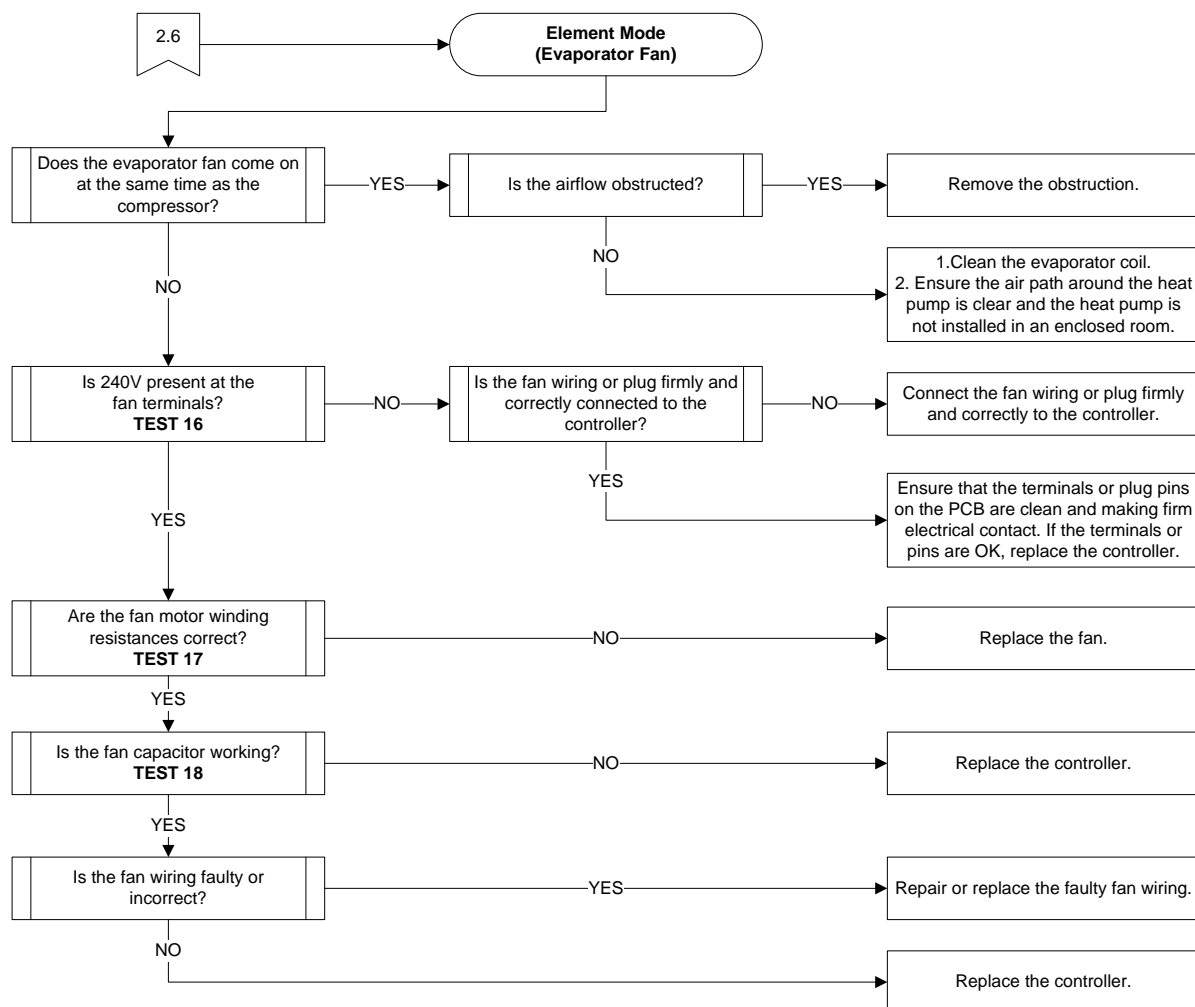 2.6
Element Mode
(Evaporator Fan)
Does the evaporator fan come on
at the same time as the
compressor?
YES
Is the airflow obstructed?
YES
Remove the obstruction.
NO
NO
1.Clean the evaporator coil.
2. Ensure the air path around the heat
pump is clear and the heat pump is
not installed in an enclosed room.
Is 240V present at the
fan terminals?
TEST 16
NO
Is the fan wiring or plug firmly and
correctly connected to the
controller?
NO
Connect the fan wiring or plug firmly
and correctly to the controller.
YES
YES
Ensure that the terminals or plug pins
on the PCB are clean and making firm
electrical contact. If the terminals or
pins are OK, replace the controller.
Are the fan motor winding
resistances correct?
TEST 17
NO
Replace the fan.
YES
Is the fan capacitor working?
TEST 18
NO
Replace the controller.
YES
Is the fan wiring faulty or
incorrect?
YES
Repair or replace the faulty fan wiring.
NO
Replace the controller.